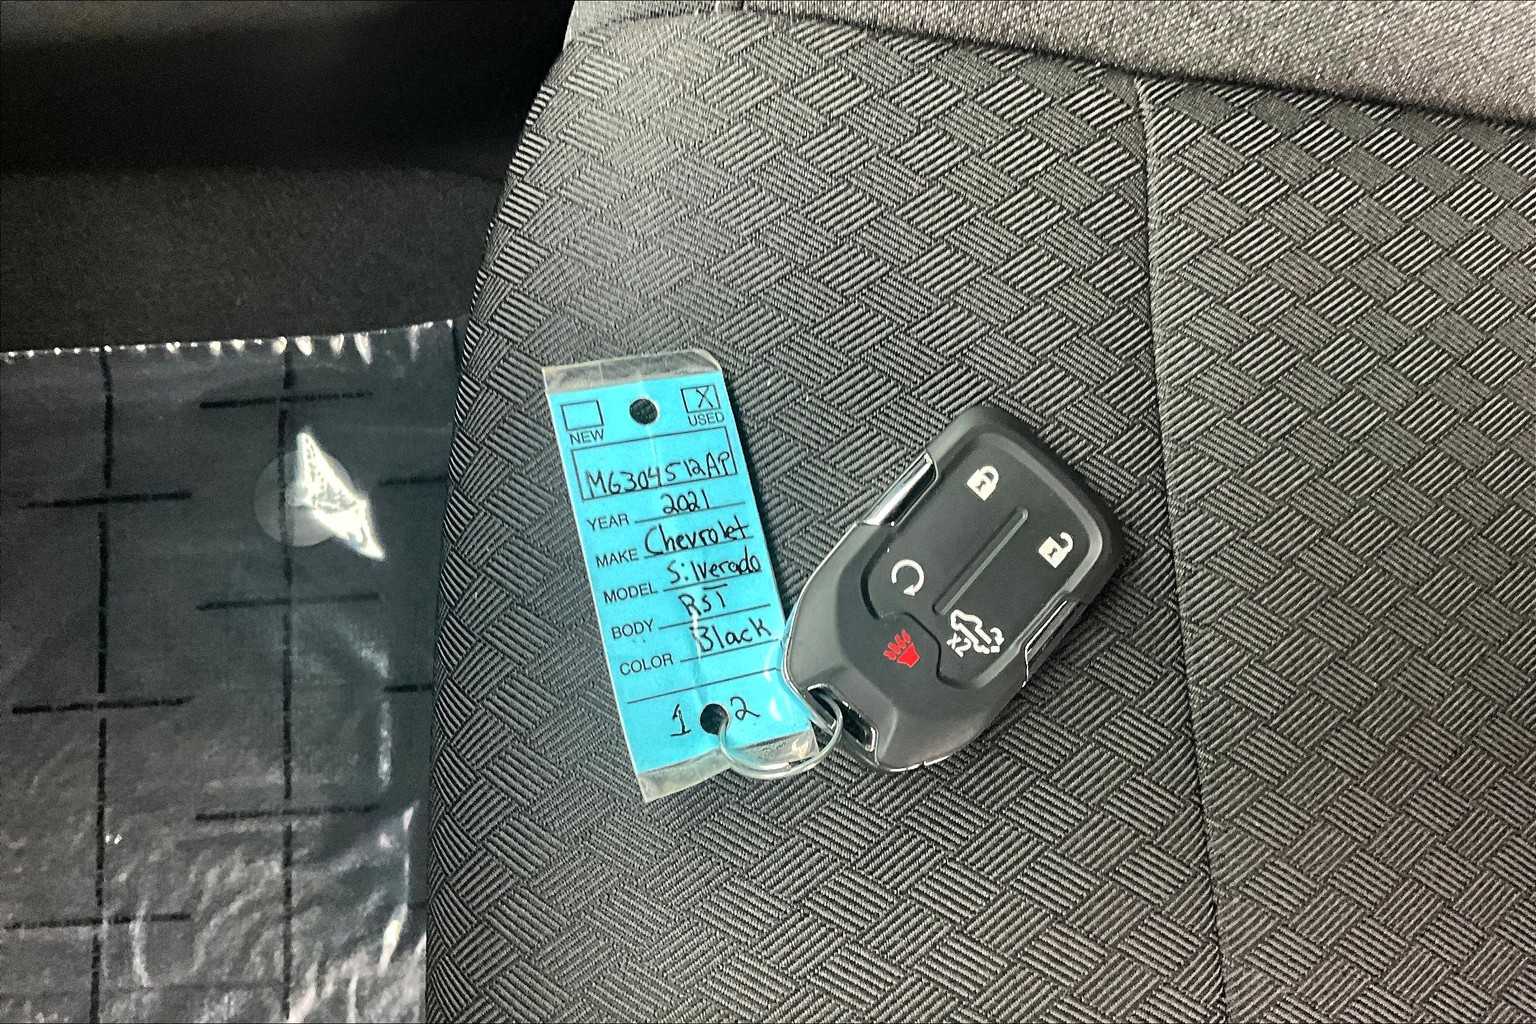 X
NEW USED
MG304512AP
YEAR 2021
MAKE Chevrolet
MODEL Silverado
BODY RST
COLOR Black
1 2